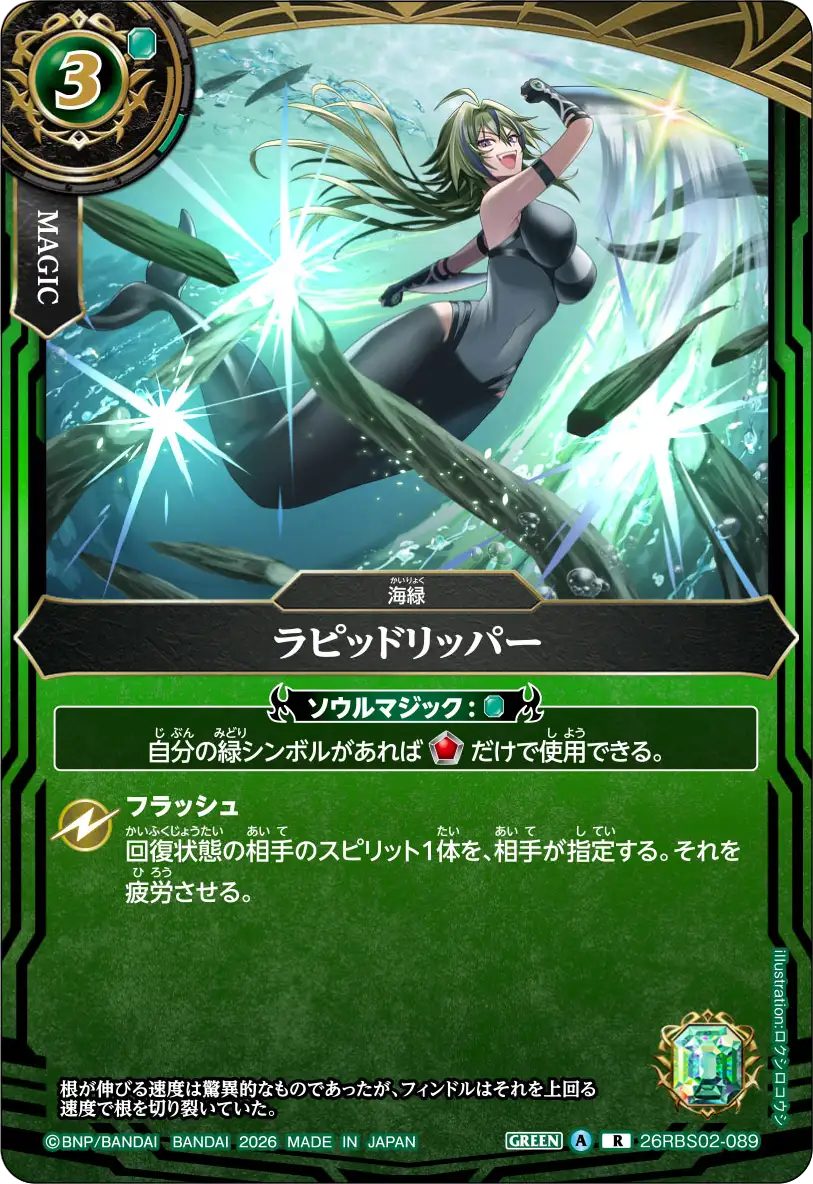 3
MAGIC
かいりょく
海緑
ラピッドリッパー
ソウルマジック:
じぶん みどり しよう
自分の緑シンボルがあれば だけで使用できる。
フラッシュ
かいふくじょうたい あいて たい あいて してい
回復状態の相手のスピリット1体を、相手が指定する。それを
ひろう
疲労させる。
illustration:ロクシロコウシ
根が伸びる速度は驚異的なものであったが、フィンドルはそれを上回る
速度で根を切り裂いていた。
©BNP/BANDAI BANDAI 2026 MADE IN JAPAN GREEN A R 26RBS02-089